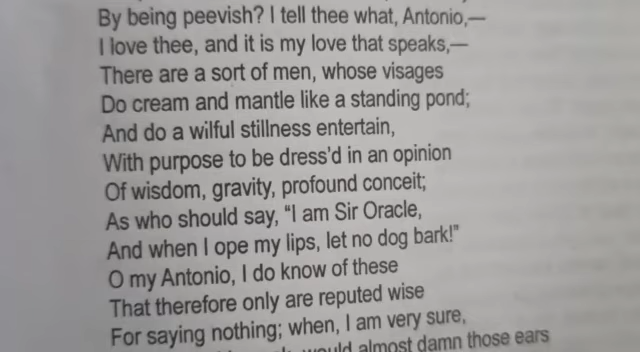 By being peevish? I tell thee what, Antonio,—
I love thee, and it is my love that speaks,—
There are a sort of men, whose visages
Do cream and mantle like a standing pond;
And do a wilful stillness entertain,
With purpose to be dress'd in an opinion
Of wisdom, gravity, profound conceit;
As who should say, “I am Sir Oracle,
And when I ope my lips, let no dog bark!”
O my Antonio, I do know of these
That therefore only are reputed wise
For saying nothing; when, I am very sure,
would almost damn those ears